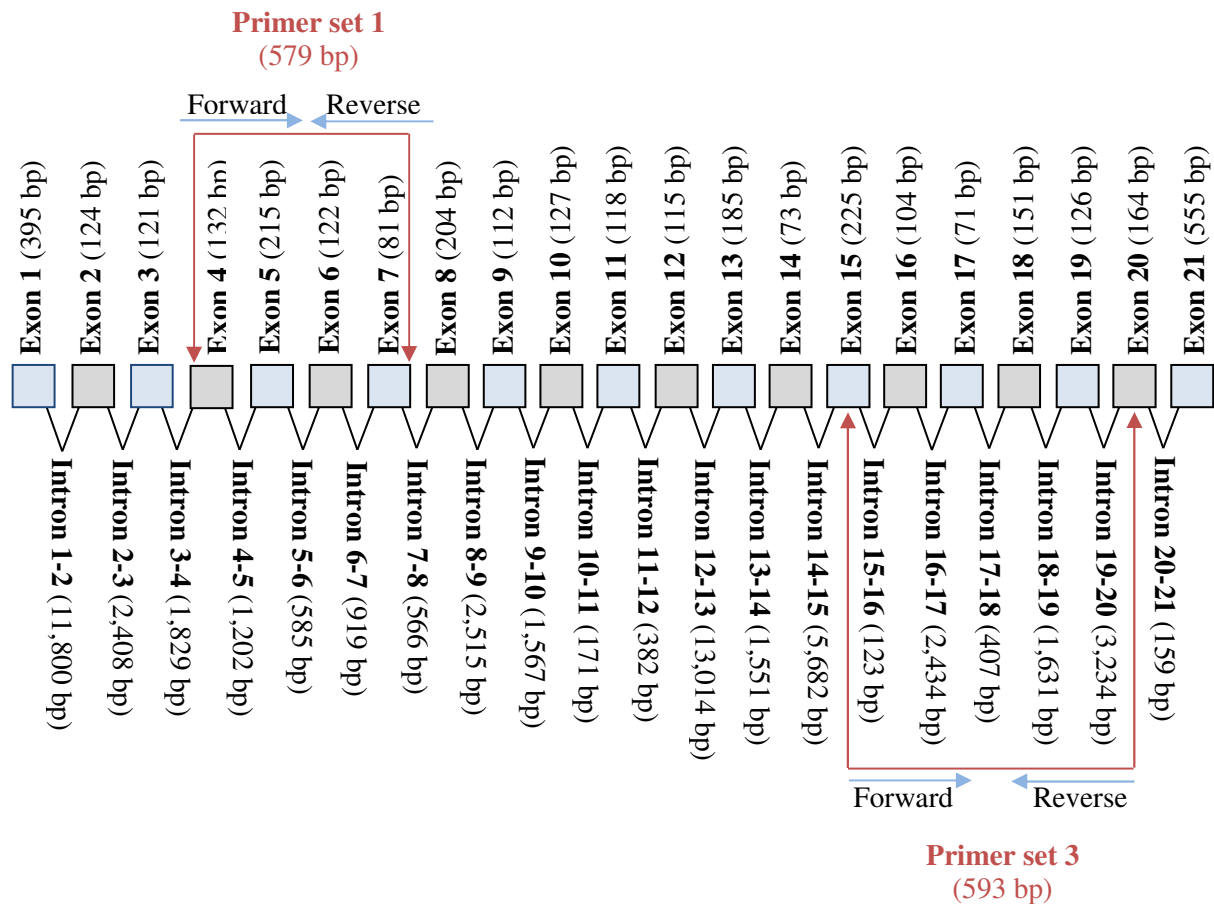 Primer set 1
(579 bp)
Forward
Reverse
Exon 1 (395 bp)
Exon 2 (124 bp)
Exon 3 (121 bp)
Exon 4 (132 bp)
Exon 5 (215 bp)
Exon 6 (122 bp)
Exon 7 (81 bp)
Exon 8 (204 bp)
Exon 9 (112 bp)
Exon 10 (127 bp)
Exon 11 (118 bp)
Exon 12 (115 bp)
Exon 13 (185 bp)
Exon 14 (73 bp)
Exon 15 (225 bp)
Exon 16 (104 bp)
Exon 17 (71 bp)
Exon 18 (151 bp)
Exon 19 (126 bp)
Exon 20 (164 bp)
Exon 21 (555 bp)
Intron 1-2 (11,800 bp)
Intron 2-3 (2,408 bp)
Intron 3-4 (1,829 bp)
Intron 4-5 (1,202 bp)
Intron 5-6 (585 bp)
Intron 6-7 (919 bp)
Intron 7-8 (566 bp)
Intron 8-9 (2,515 bp)
Intron 9-10 (1,567 bp)
Intron 10-11 (171 bp)
Intron 11-12 (382 bp)
Intron 12-13 (13,014 bp)
Intron 13-14 (1,551 bp)
Intron 14-15 (5,682 bp)
Intron 15-16 (123 bp)
Intron 16-17 (2,434 bp)
Intron 17-18 (407 bp)
Intron 18-19 (1,631 bp)
Intron 19-20 (3,234 bp)
Intron 20-21 (159 bp)
Forward
Reverse
Primer set 3
(593 bp)